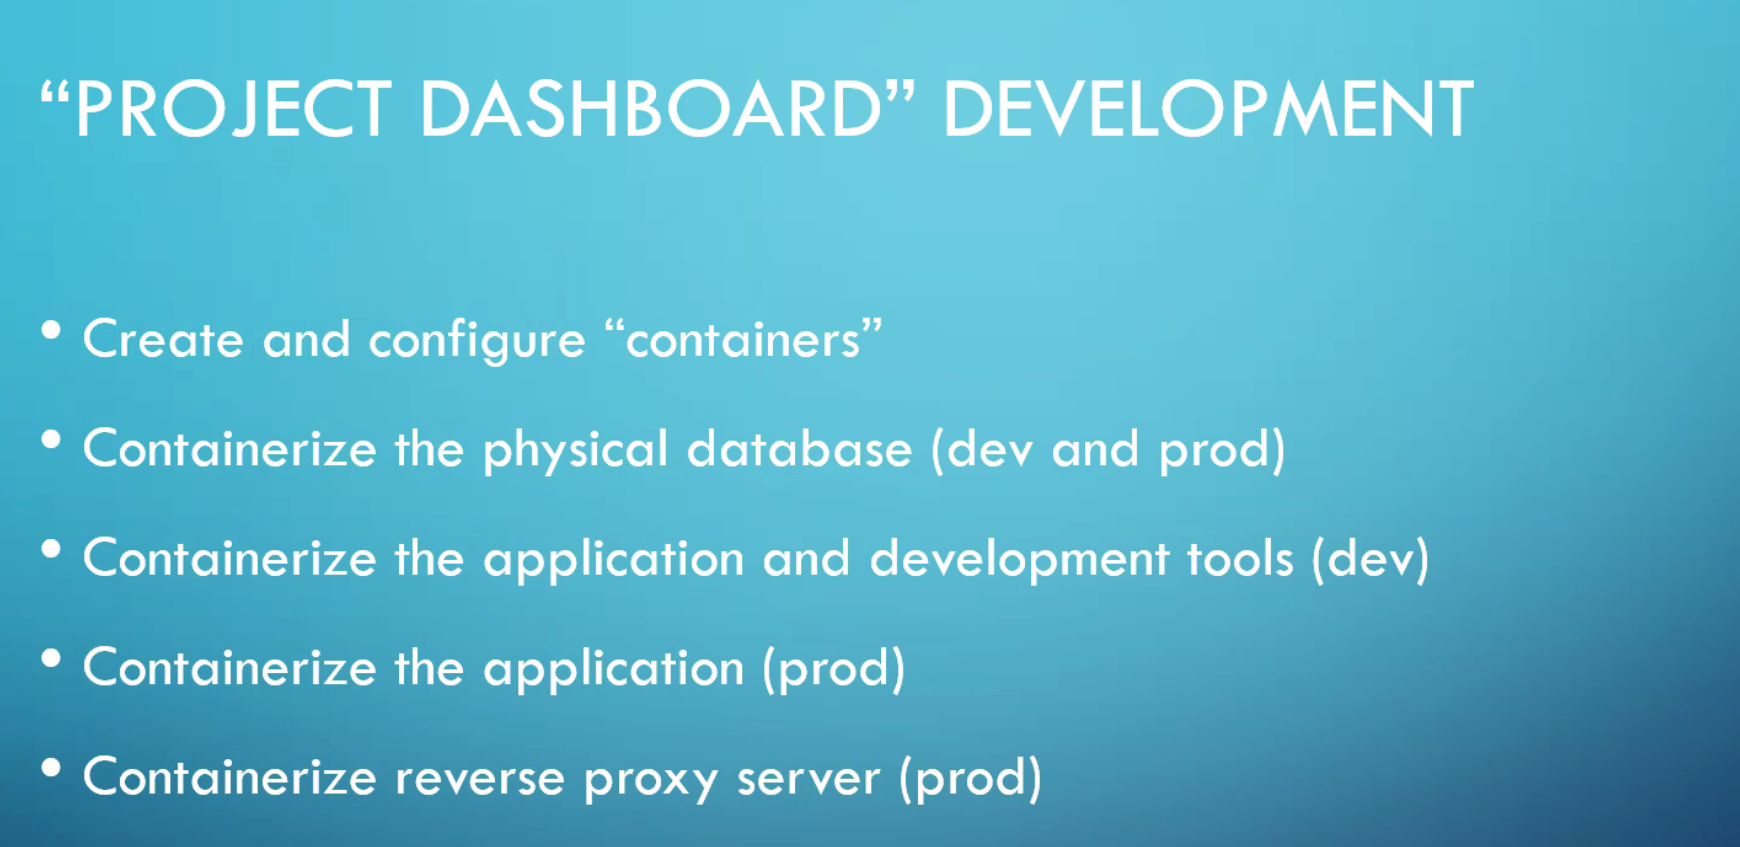 “PROJECT DASHBOARD” DEVELOPMENT
• Create and configure “containers”
• Containerize the physical database (dev and prod)
• Containerize the application and development tools (dev)
• Containerize the application (prod)
• Containerize reverse proxy server (prod)